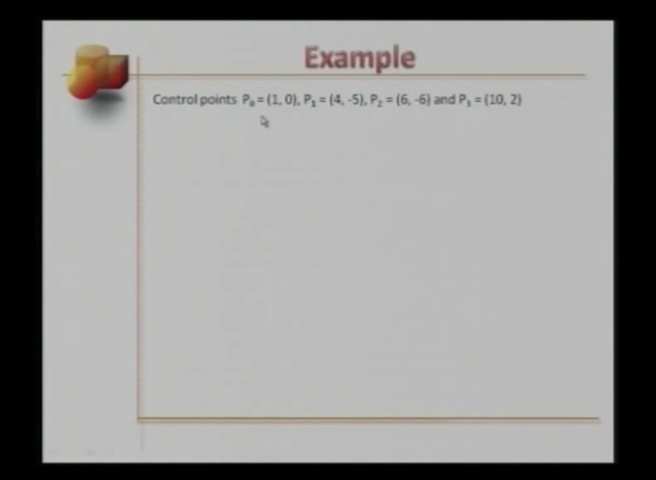 Example
Control points P₀ = (1, 0), P₁ = (4, -5), P₂ = (6, -6) and P₃ = (10, 2)